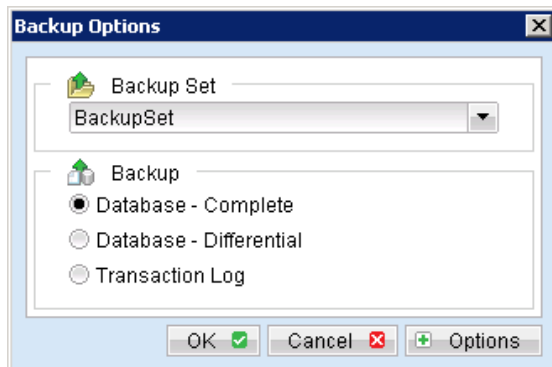 Backup Options
Backup Set
BackupSet
Backup
Database - Complete
Database - Differential
Transaction Log
OK Cancel Options